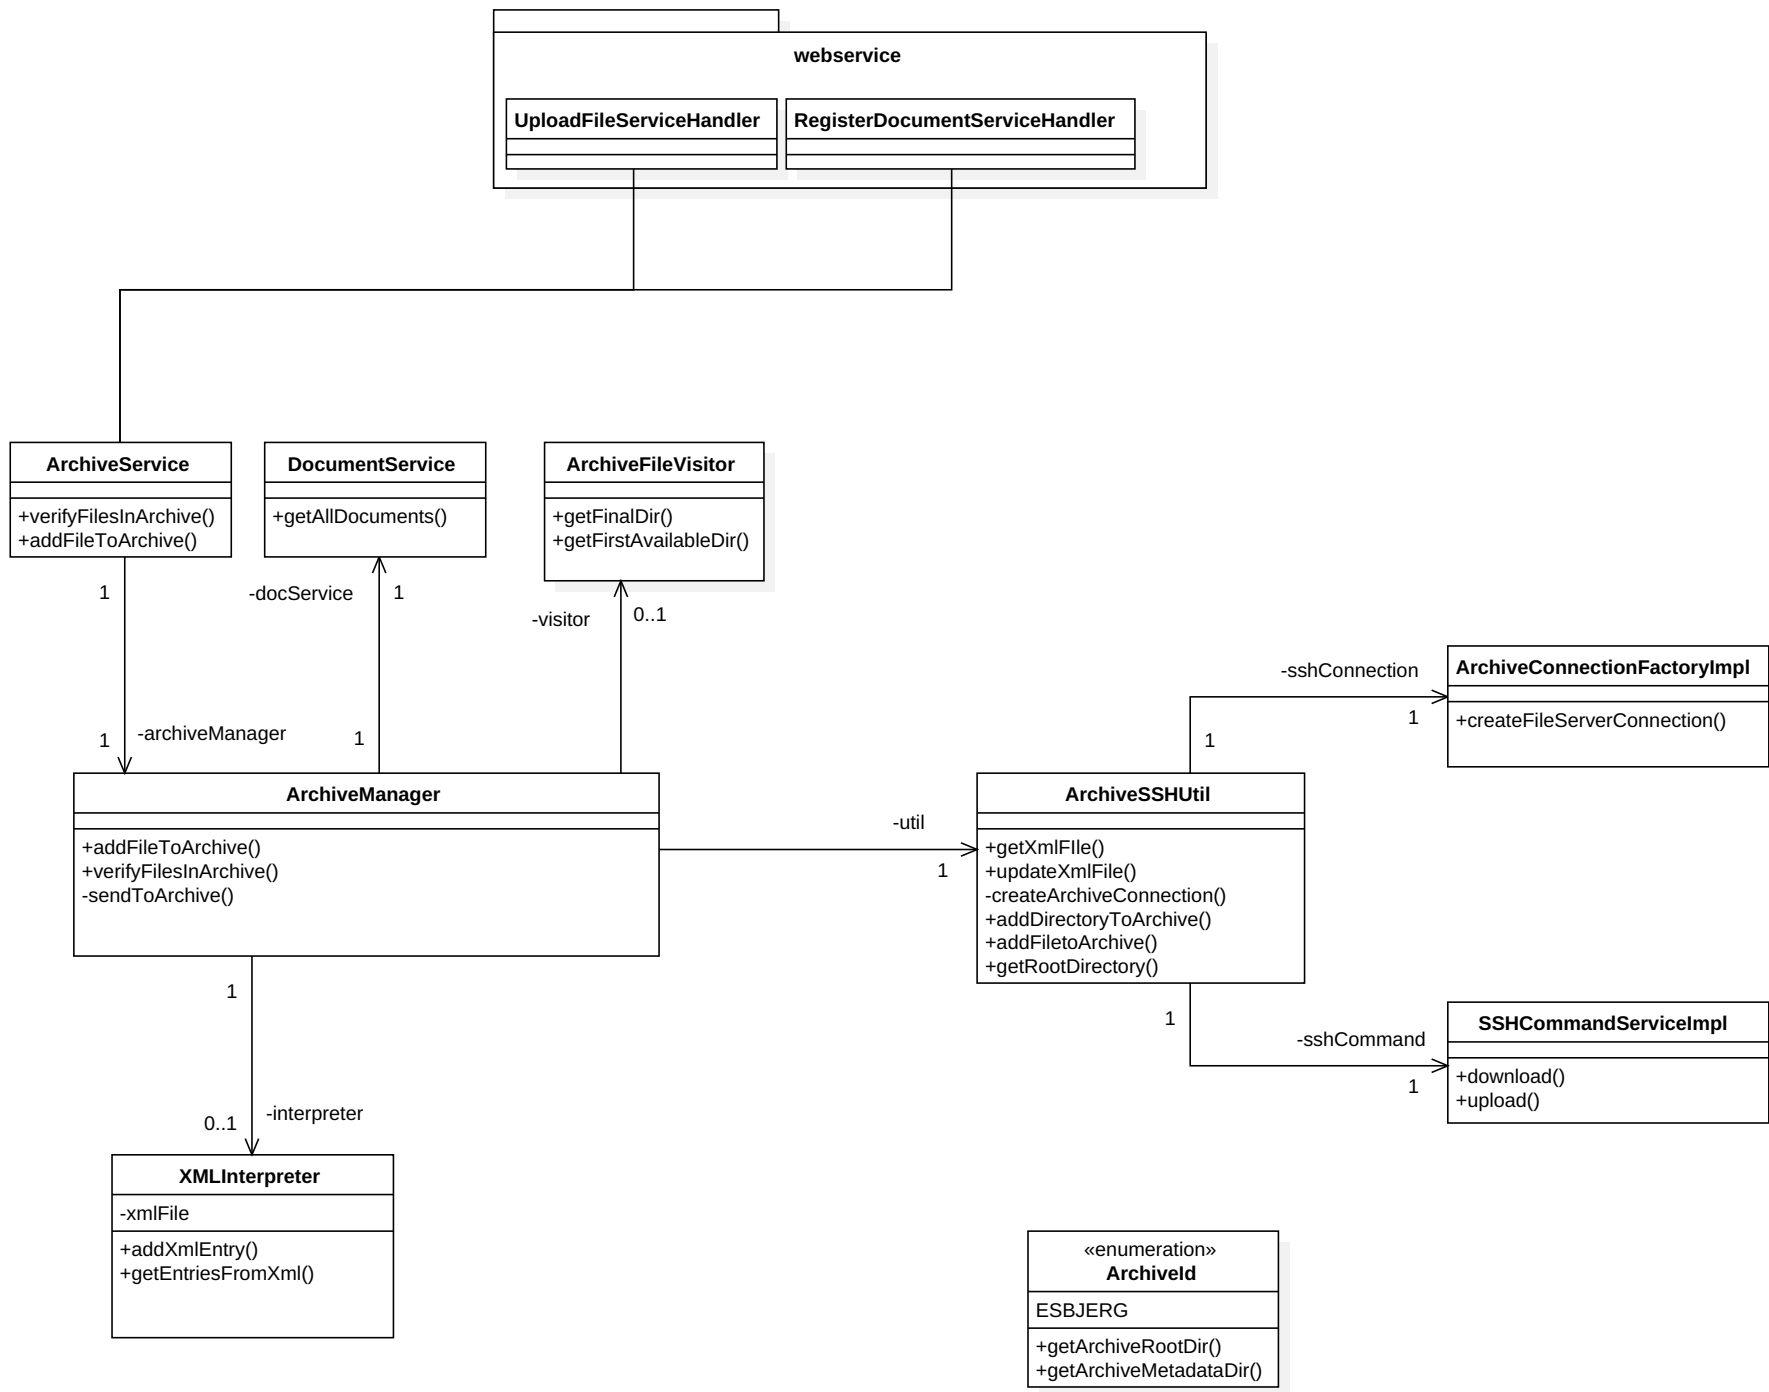 webservice
UploadFileServiceHandler
RegisterDocumentServiceHandler
ArchiveService
+verifyFilesInArchive()
+addFileToArchive()
DocumentService
+getAllDocuments()
ArchiveFileVisitor
+getFinalDir()
+getFirstAvailableDir()
1
-docService
1
-visitor
0..1
1
-archiveManager
1
-sshConnection
1
1
ArchiveConnectionFactoryImpl
+createFileServerConnection()
ArchiveManager
+addFileToArchive()
+verifyFilesInArchive()
-sendToArchive()
-util
1
ArchiveSSHUtil
+getXmlFIle()
+updateXmlFile()
-createArchiveConnection()
+addDirectoryToArchive()
+addFiletoArchive()
+getRootDirectory()
1
-sshCommand
1
SSHCommandServiceImpl
+download()
+upload()
1
-interpreter
0..1
XMLInterpreter
-xmlFile
+addXmlEntry()
+getEntriesFromXml()
«enumeration»
ArchiveId
ESBJERG
+getArchiveRootDir()
+getArchiveMetadataDir()